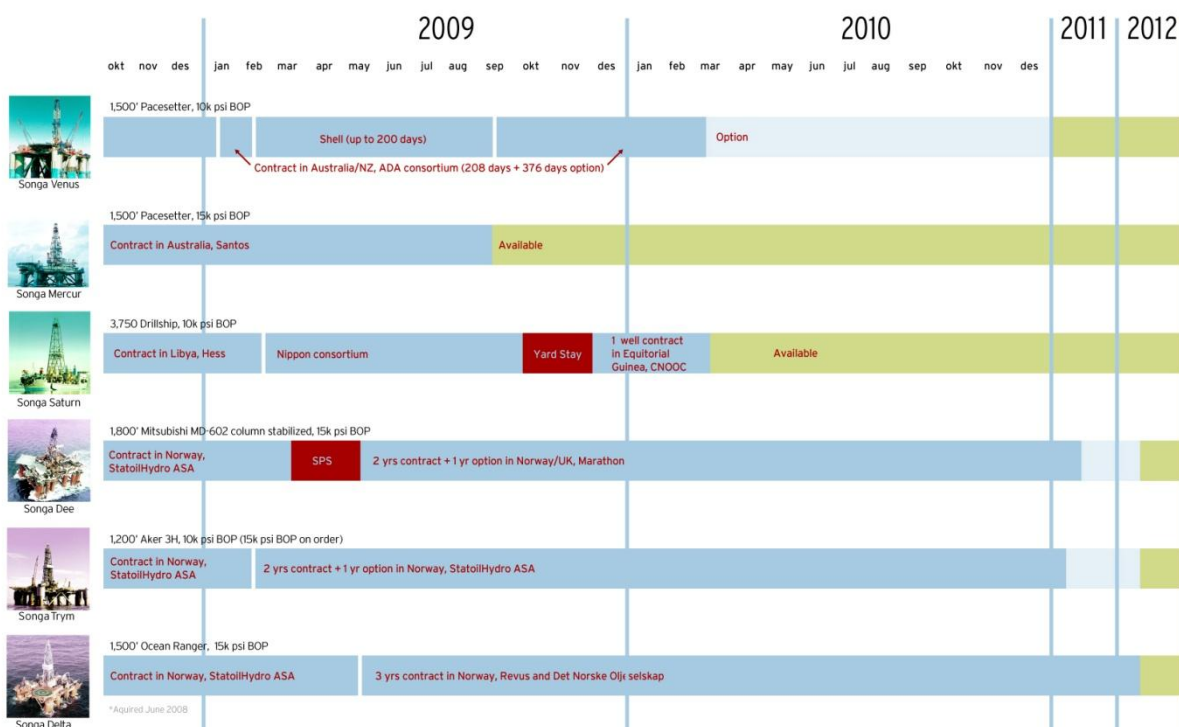 2009
2010
2011
2012
okt nov des jan feb mar apr may jun jul aug sep okt nov des jan feb mar apr may jun jul aug sep okt nov des
1,500' Pacesetter, 10k psi BOP
Shell (up to 200 days)
Option
Contract in Australia/NZ, ADA consortium (208 days + 376 days option)
Songa Venus
1,500' Pacesetter, 15k psi BOP
Contract in Australia, Santos
Available
Songa Mercur
3,750 Drillship, 10k psi BOP
Contract in Libya, Hess
Nippon consortium
Yard Stay
1 well contract
in Equitorial
Guinea, CNOOC
Available
Songa Saturn
1,800' Mitsubishi MD-602 column stabilized, 15k psi BOP
Contract in Norway,
StatoilHydro ASA
SPS
2 yrs contract + 1 yr option in Norway/UK, Marathon
Songa Dee
1,200' Aker 3H, 10k psi BOP (15k psi BOP on order)
Contract in Norway,
StatoilHydro ASA
2 yrs contract + 1 yr option in Norway, StatoilHydro ASA
Songa Trym
1,500' Ocean Ranger, 15k psi BOP
Contract in Norway, StatoilHydro ASA
3 yrs contract in Norway, Revus and Det Norske Olje selskap
*Aquired June 2008
Songa Delta